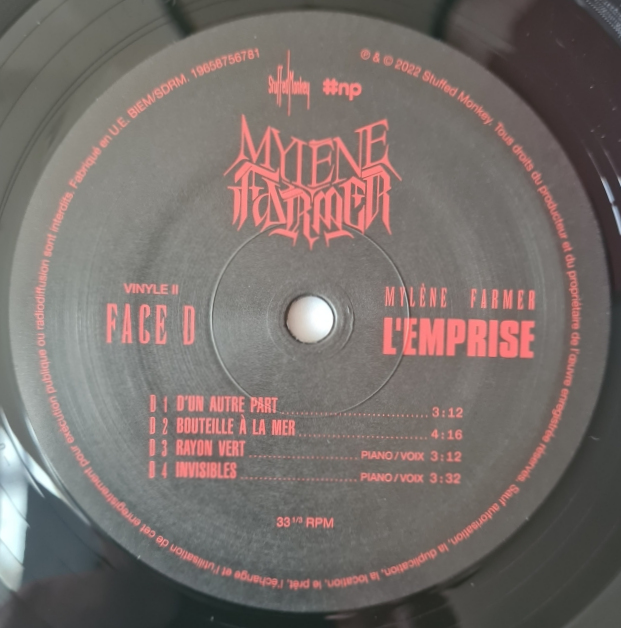 ℗ & © 2022 Stuffed Monkey. Tous droits du producteur et du propriétaire de l'œuvre enregistrée réservés. Sauf autorisation, la duplication, la location, le prêt, l'échange et l'utilisation de cet enregistrement pour exécution publique ou radiodiffusion sont interdits. Fabriqué en U.E. BIEM/SDRM. 19658756781
Stuffed Monkey
#np
MYLENE
FARMER
VINYLE II
FACE D
MYLÈNE FARMER
L'EMPRISE
D 1 D'UN AUTRE PART 3:12
D 2 BOUTEILLE À LA MER 4:16
D 3 RAYON VERT PIANO/VOIX 3:12
D 4 INVISIBLES PIANO/VOIX 3:32
33 1/3 RPM